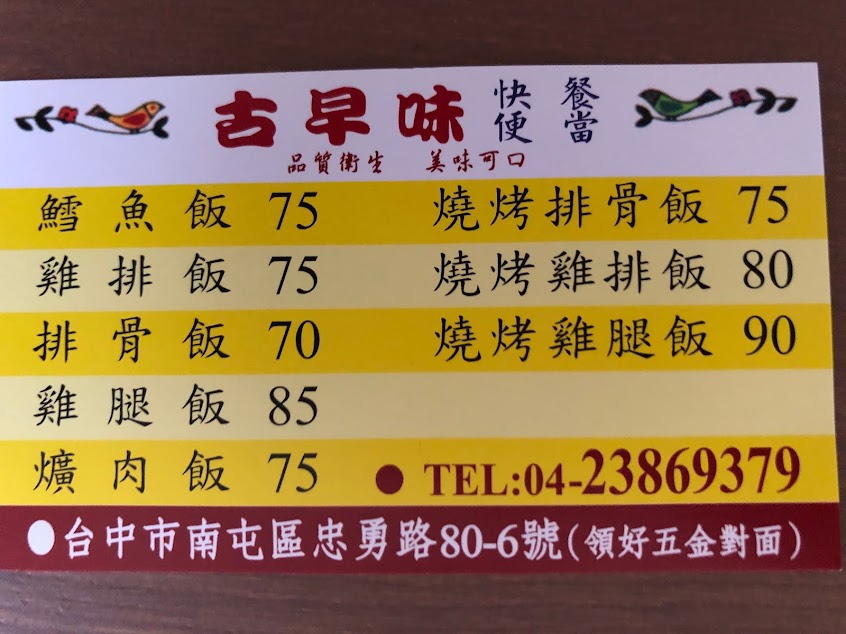 古早味 快便 餐當
品質衛生 美味可口
鱈魚飯 75 燒烤排骨飯 75
雞排飯 75 燒烤雞排飯 80
排骨飯 70 燒烤雞腿飯 90
雞腿飯 85
爌肉飯 75 ●TEL:04-23869379
●台中市南屯區忠勇路80-6號(領好五金對面)